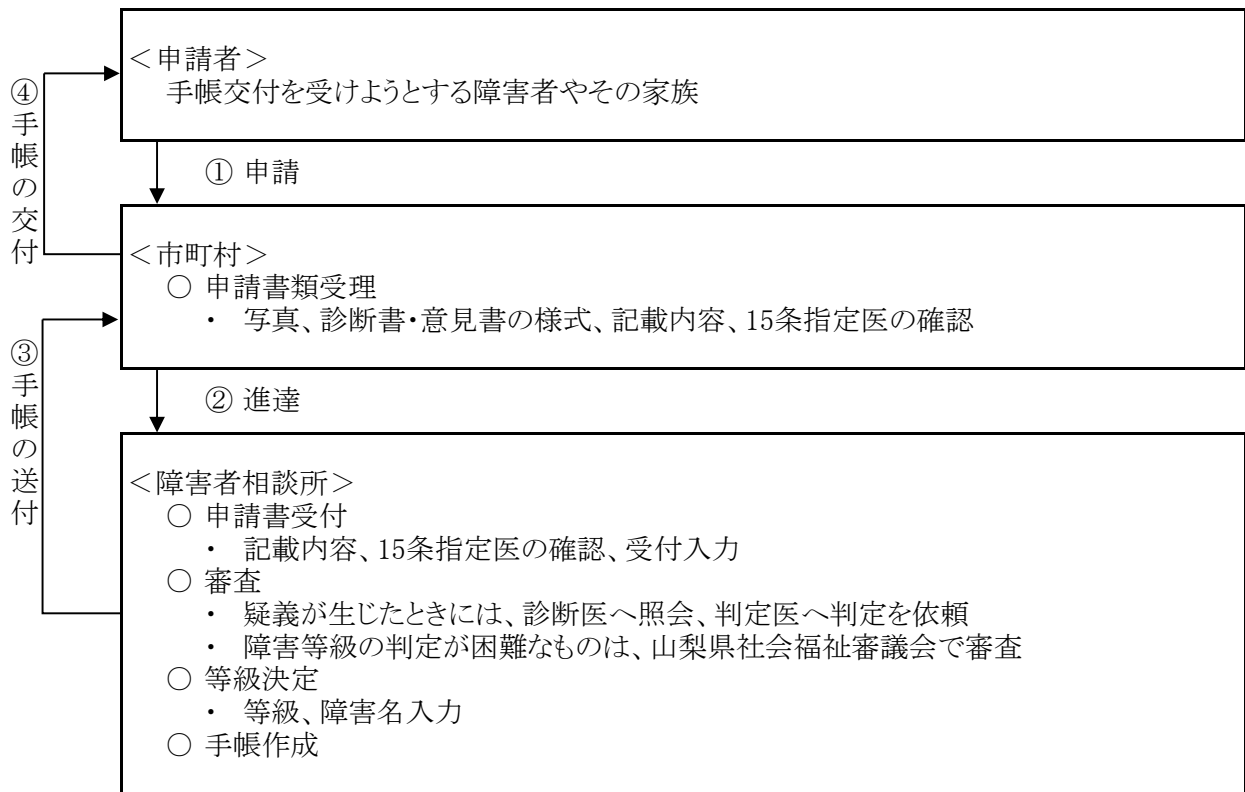 ＜申請者＞
手帳交付を受けようとする障害者やその家族
① 申請
＜市町村＞
○ 申請書類受理
・ 写真、診断書・意見書の様式、記載内容、15条指定医の確認
② 進達
＜障害者相談所＞
○ 申請書受付
・ 記載内容、15条指定医の確認、受付入力
○ 審査
・ 疑義が生じたときには、診断医へ照会、判定医へ判定を依頼
・ 障害等級の判定が困難なものは、山梨県社会福祉審議会で審査
○ 等級決定
・ 等級、障害名入力
○ 手帳作成
③手帳の送付
④手帳の交付